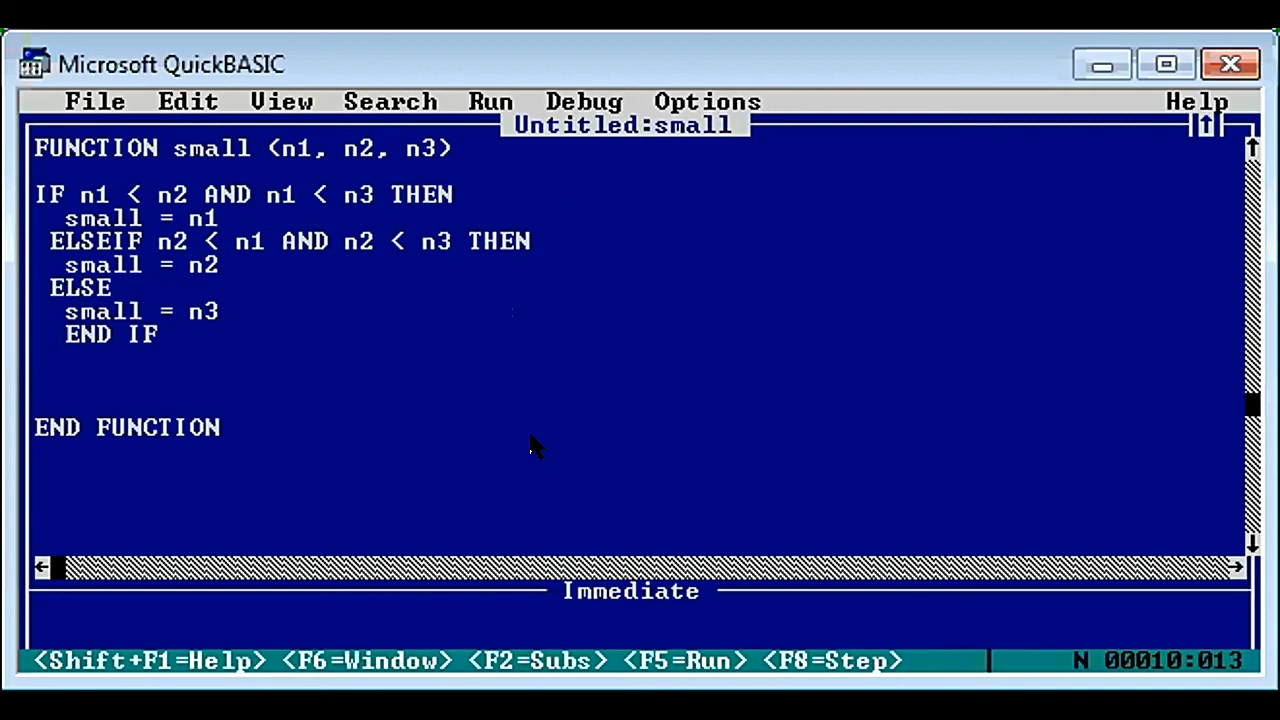 Microsoft QuickBASIC
File Edit View Search Run Debug Options Help
Untitled:small
FUNCTION small (n1, n2, n3)
IF n1 < n2 AND n1 < n3 THEN
small = n1
ELSEIF n2 < n1 AND n2 < n3 THEN
small = n2
ELSE
small = n3
END IF
END FUNCTION
Immediate
<Shift+F1=Help> <F6=Window> <F2=Subs> <F5=Run> <F8=Step> N 00010:013